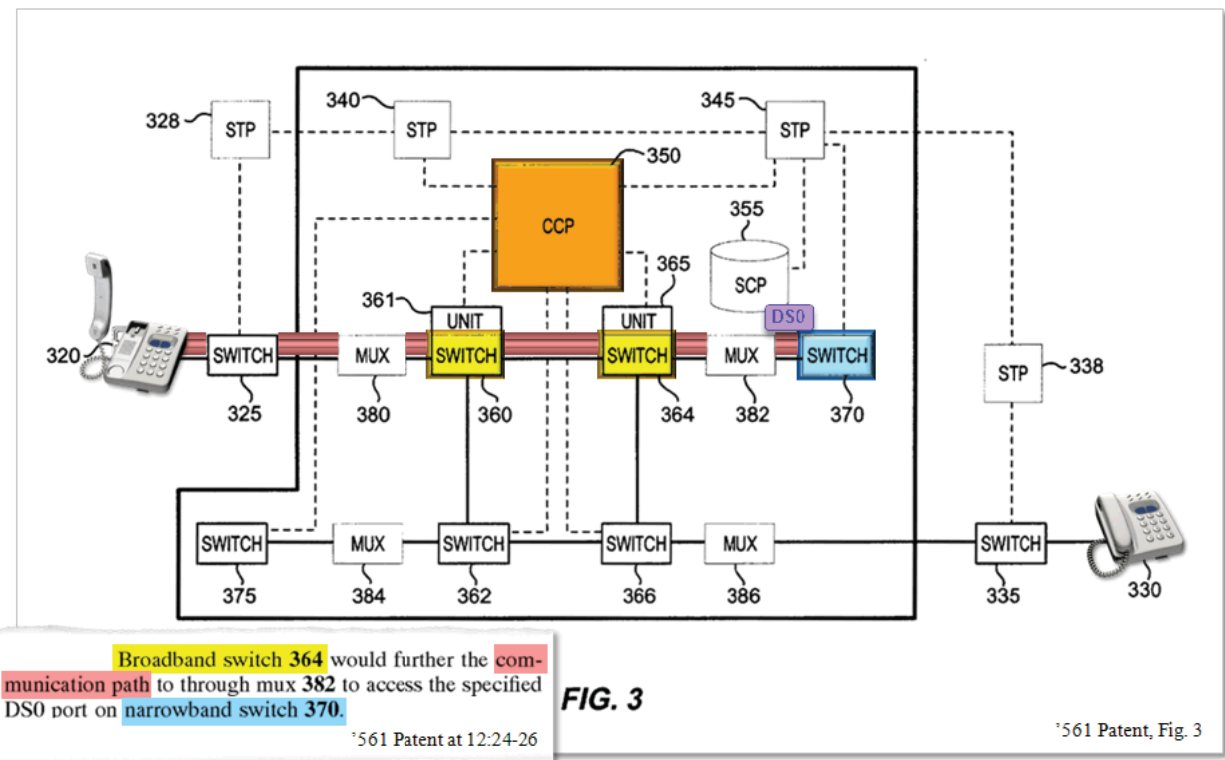 340
345
328
STP
STP
STP
350
CCP
355
SCP
365
361
UNIT
UNIT
DS0
320
SWITCH
MUX
SWITCH
SWITCH
MUX
SWITCH
325
380
360
364
382
370
STP
338
SWITCH
MUX
SWITCH
SWITCH
MUX
SWITCH
375
384
362
366
386
335
330
Broadband switch 364 would further the com-
munication path to through mux 382 to access the specified
DS0 port on narrowband switch 370.
’561 Patent at 12:24-26
FIG. 3
’561 Patent, Fig. 3